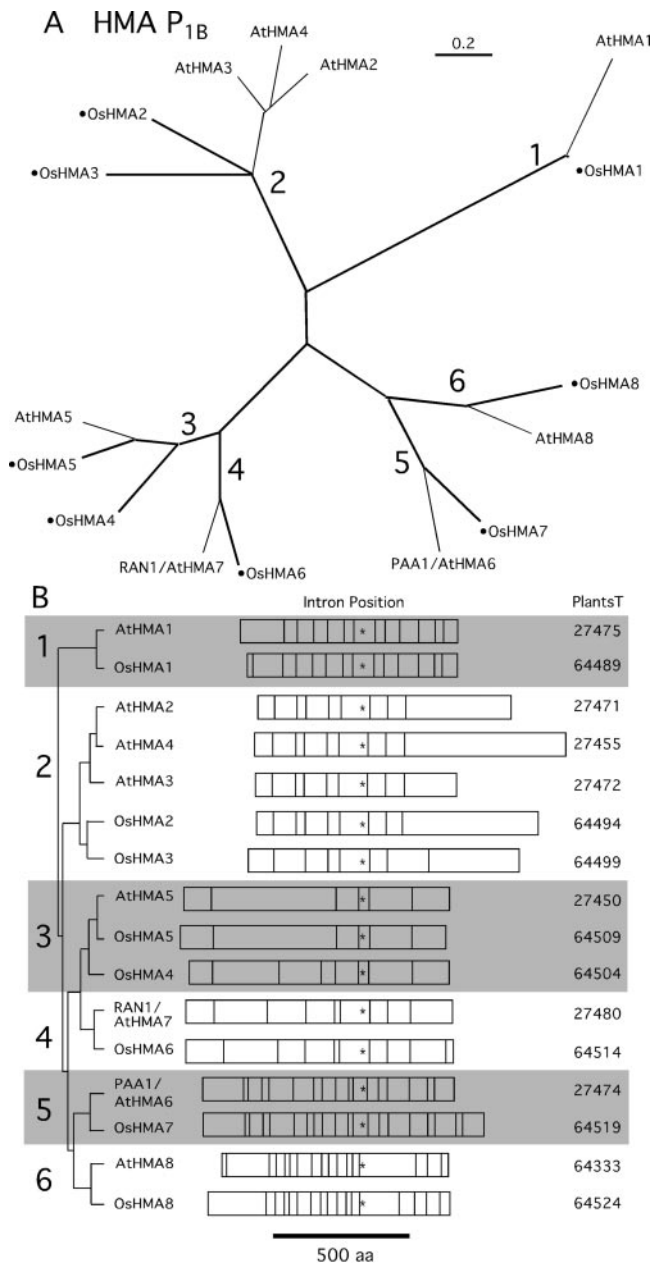 A HMA P1B
AtHMA4
AtHMA3
AtHMA2
0.2
AtHMA1
•OsHMA2
•OsHMA3
2
1
•OsHMA1
6
•OsHMA8
AtHMA5
3
AtHMA8
•OsHMA5
4
5
•OsHMA4
•OsHMA7
RAN1/AtHMA7
•OsHMA6
PAA1/AtHMA6
B
Intron Position
PlantsT
1
AtHMA1 * 27475
OsHMA1 * 64489
2
AtHMA2 * 27471
AtHMA4 * 27455
AtHMA3 * 27472
OsHMA2 * 64494
OsHMA3 * 64499
3
AtHMA5 * 27450
OsHMA5 * 64509
OsHMA4 * 64504
4
RAN1/
AtHMA7 * 27480
OsHMA6 * 64514
5
PAA1/
AtHMA6 * 27474
OsHMA7 * 64519
6
AtHMA8 * 64333
OsHMA8 * 64524
500 aa